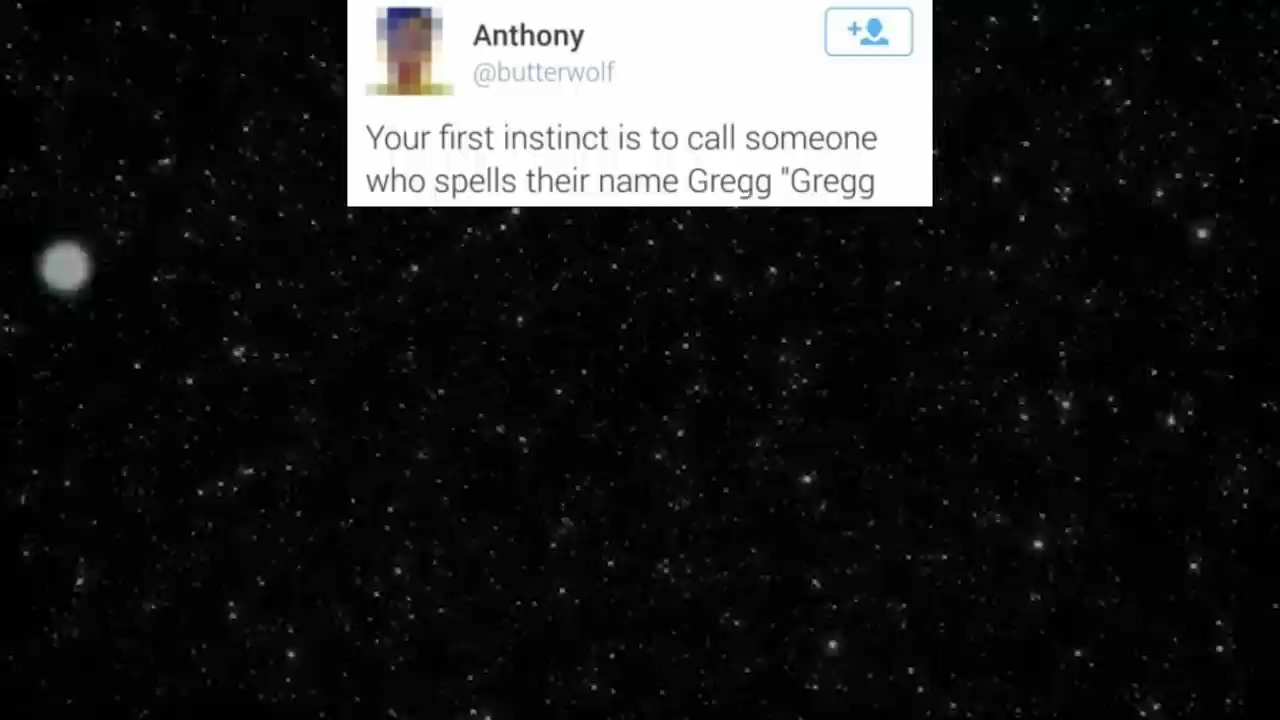 Anthony
@butterwolf
Your first instinct is to call someone
who spells their name Gregg "Gregg